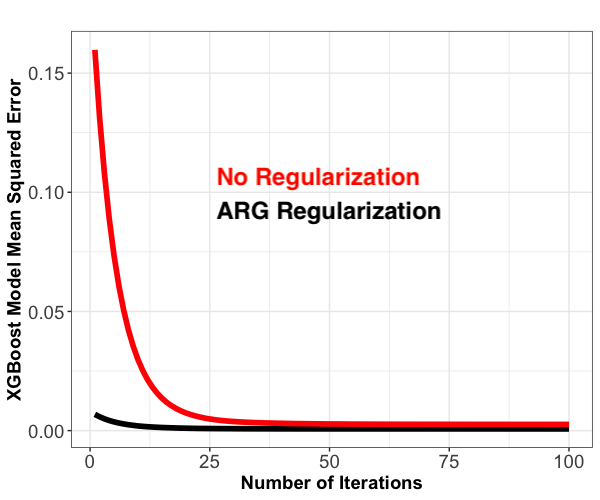 0.15
0.10
0.05
0.00
XGBoost Model Mean Squared Error
No Regularization
ARG Regularization
0
25
50
75
100
Number of Iterations